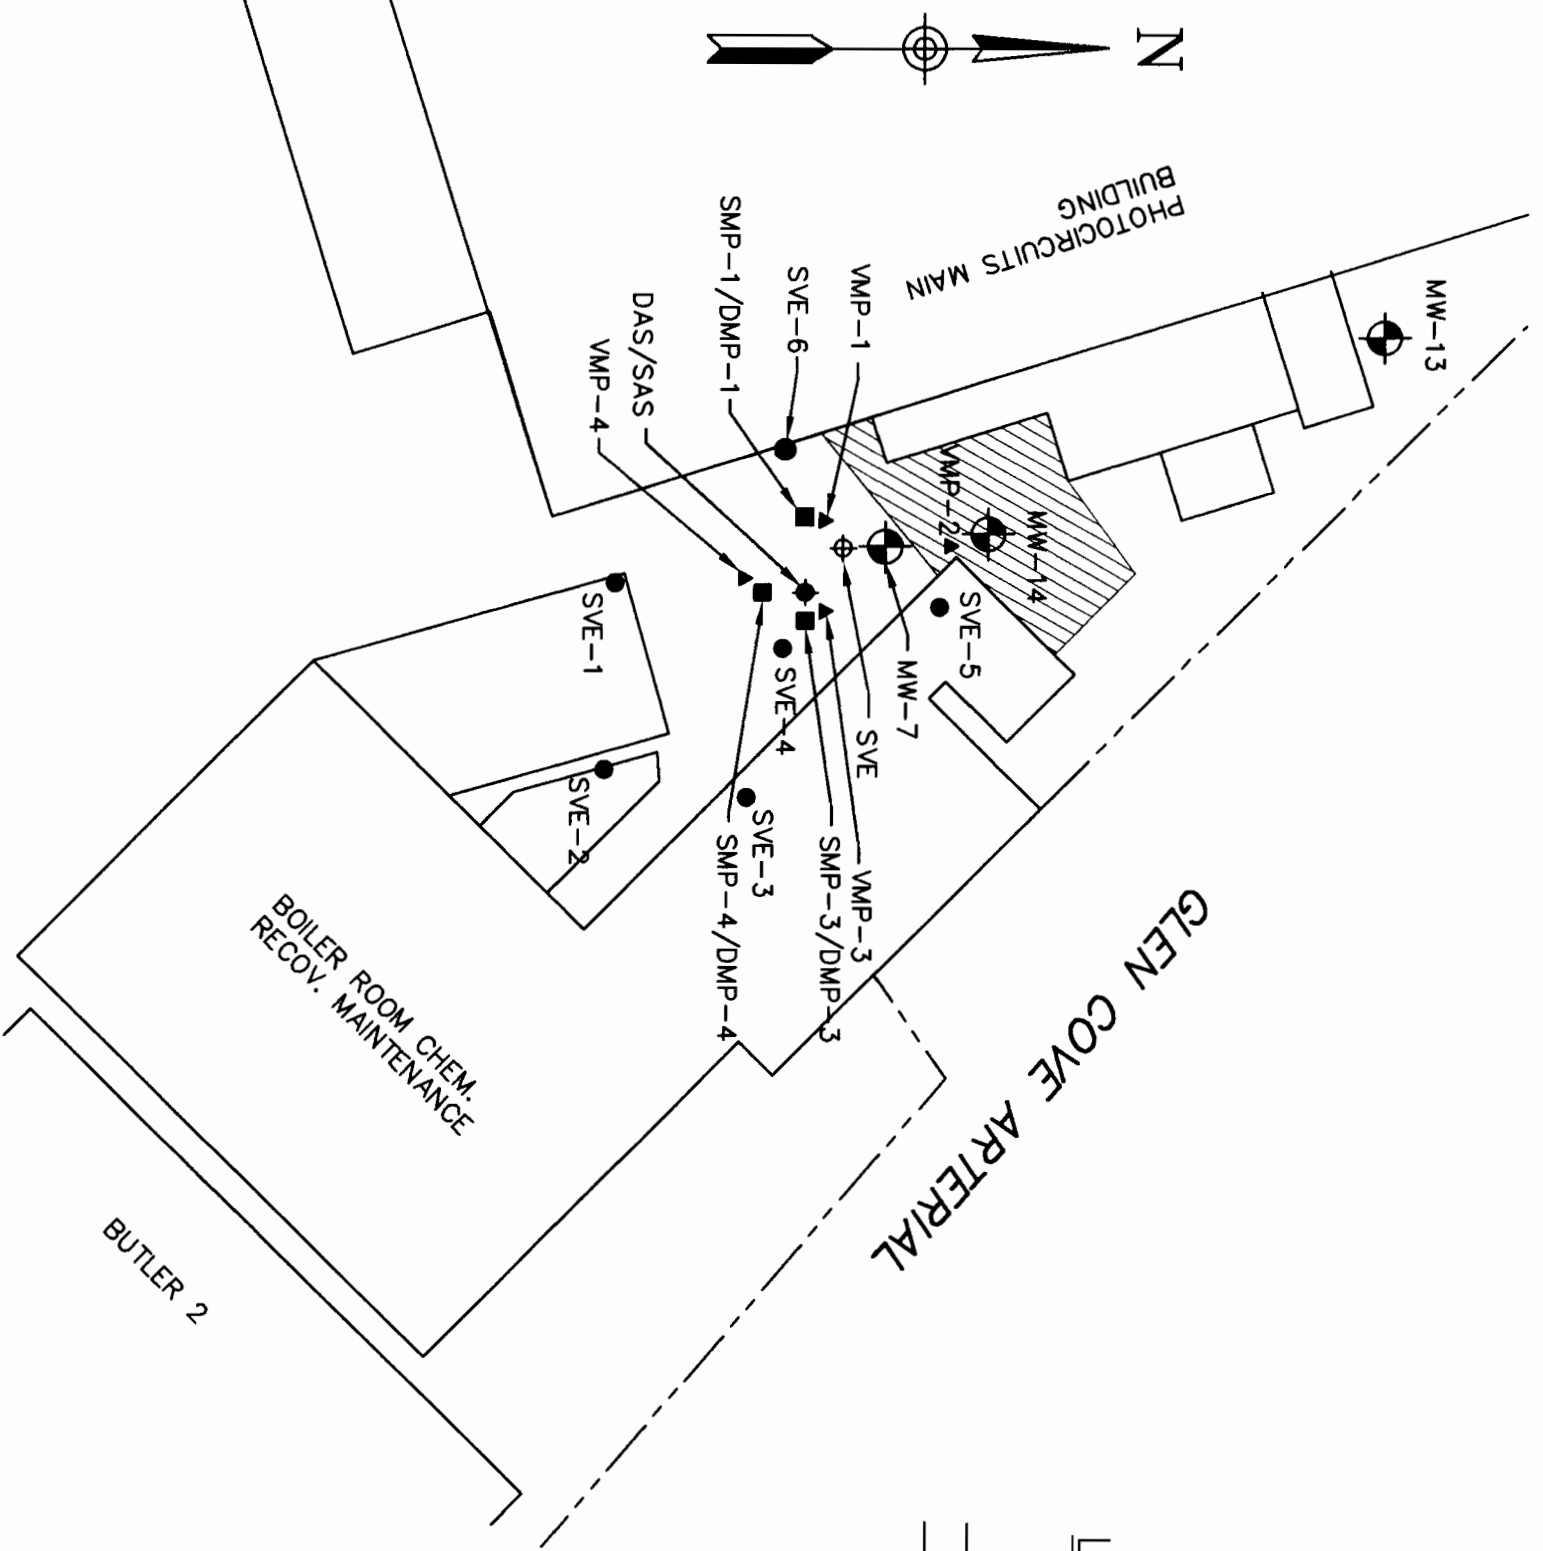 N
MW-13
PHOTOCIRCUITS MAIN
BUILDING
VMP-1
SVE-6
SMP-1/DMP-1
DAS/SAS
VMP-4
VMP-2
MW-14
SVE-5
MW-7
SVE
SVE-4
SVE-1
SVE-2
SVE-3
VMP-3
SMP-3/DMP-3
SMP-4/DMP-4
GLEN COVE ARTERIAL
BOILER ROOM CHEM.
RECOV. MAINTENANCE
BUTLER 2